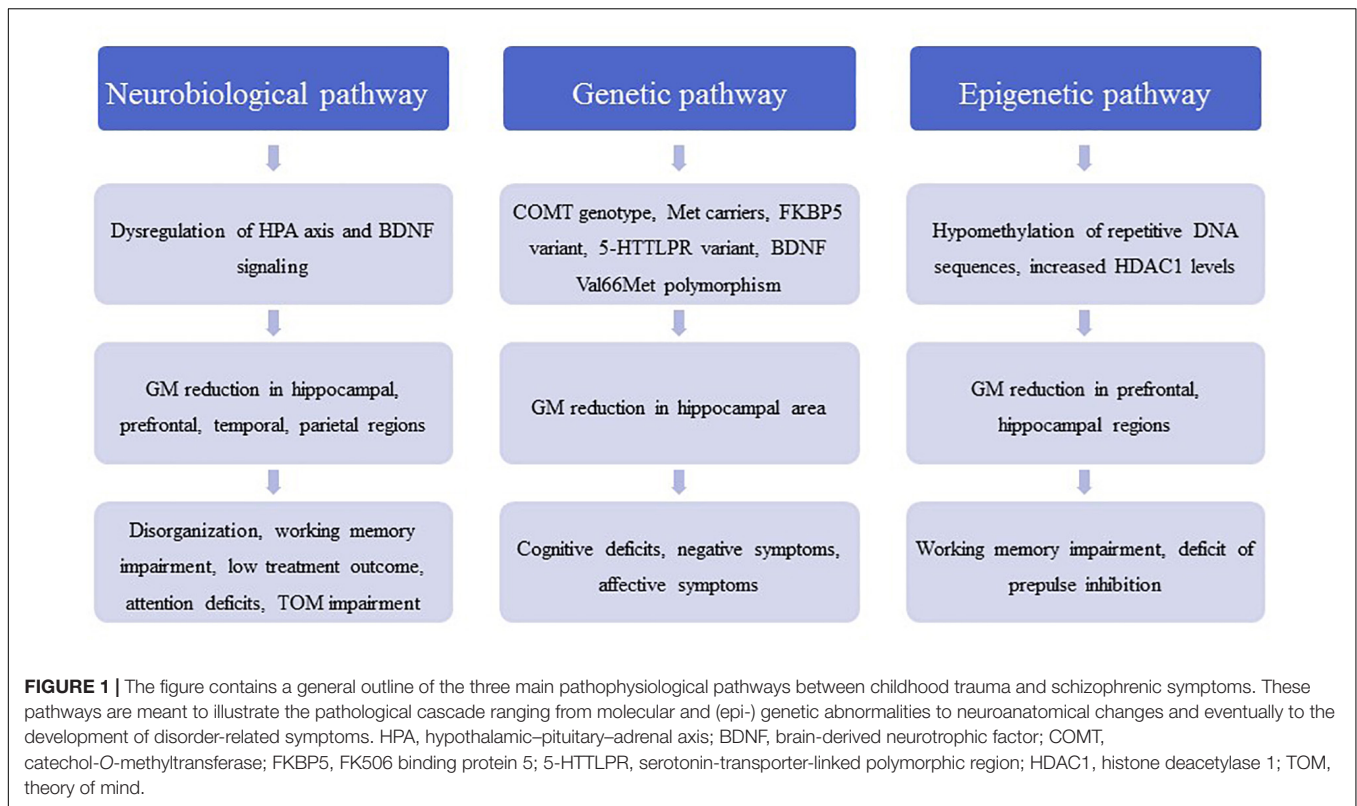 Neurobiological pathway
Dysregulation of HPA axis and BDNF
signaling
GM reduction in hippocampal,
prefrontal, temporal, parietal regions
Disorganization, working memory
impairment, low treatment outcome,
attention deficits, TOM impairment
Genetic pathway
COMT genotype, Met carriers, FKBP5
variant, 5-HTTLPR variant, BDNF
Val66Met polymorphism
GM reduction in hippocampal area
Cognitive deficits, negative symptoms,
affective symptoms
Epigenetic pathway
Hypomethylation of repetitive DNA
sequences, increased HDAC1 levels
GM reduction in prefrontal,
hippocampal regions
Working memory impairment, deficit of
prepulse inhibition
FIGURE 1 | The figure contains a general outline of the three main pathophysiological pathways between childhood trauma and schizophrenic symptoms. These
pathways are meant to illustrate the pathological cascade ranging from molecular and (epi-) genetic abnormalities to neuroanatomical changes and eventually to the
development of disorder-related symptoms. HPA, hypothalamic–pituitary–adrenal axis; BDNF, brain-derived neurotrophic factor; COMT,
catechol-O-methyltransferase; FKBP5, FK506 binding protein 5; 5-HTTLPR, serotonin-transporter-linked polymorphic region; HDAC1, histone deacetylase 1; TOM,
theory of mind.